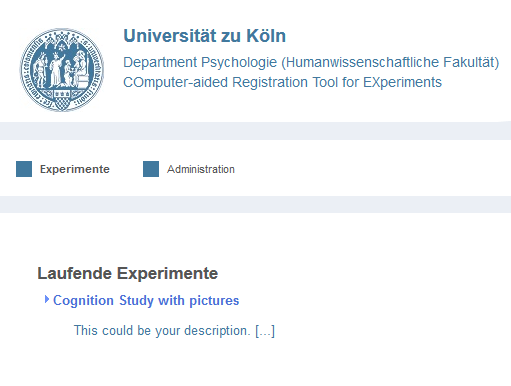 Universität zu Köln
Department Psychologie (Humanwissenschaftliche Fakultät)
COmputer-aided Registration Tool for EXperiments
Experimente
Administration
Laufende Experimente
Cognition Study with pictures
This could be your description. [...]